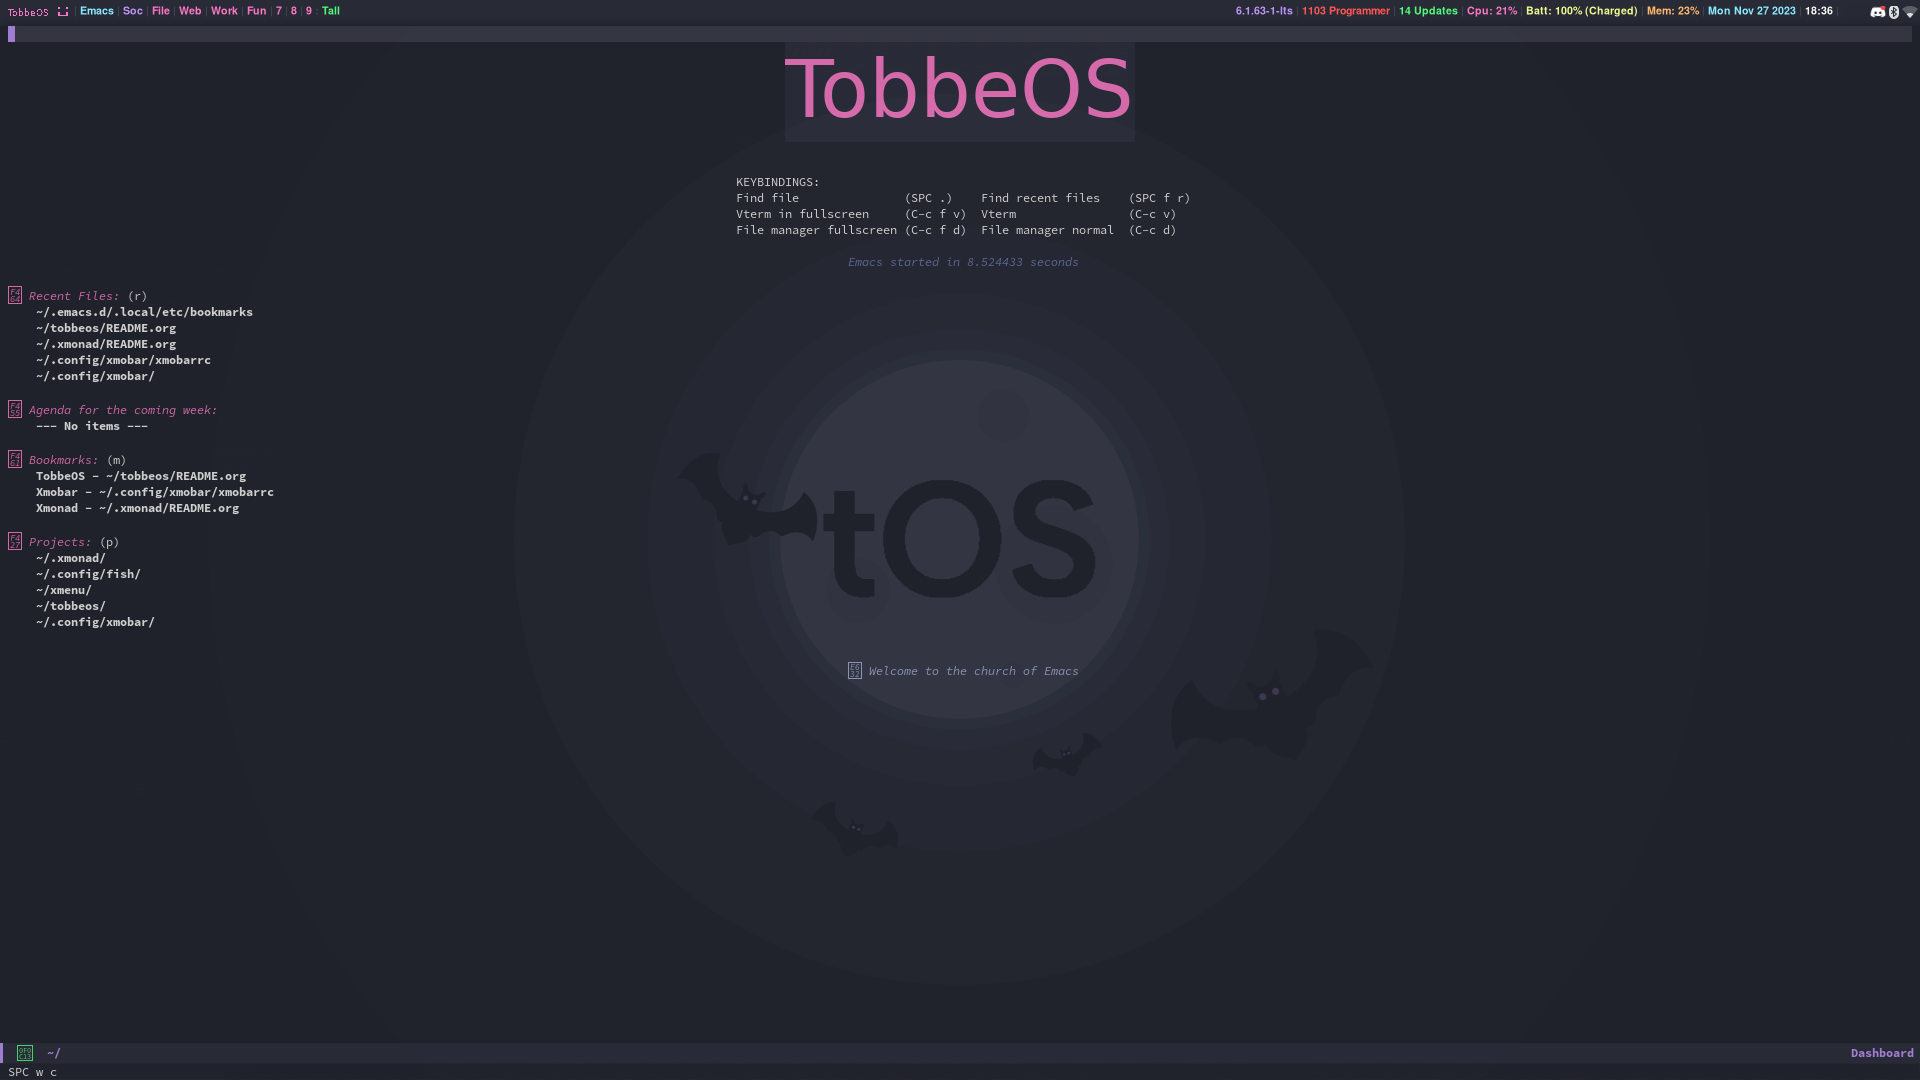 TobbeOS [] | Emacs | Soc | File | Web | Work | Fun | 7 | 8 | 9 : Tall
6.1.63-1-lts | 1103 Programmer | 14 Updates | Cpu: 21% | Batt: 100% (Charged) | Mem: 23% | Mon Nov 27 2023 | 18:36 |
TobbeOS
KEYBINDINGS:
Find file (SPC .) Find recent files (SPC f r)
Vterm in fullscreen (C-c f v) Vterm (C-c v)
File manager fullscreen (C-c f d) File manager normal (C-c d)
Emacs started in 8.524433 seconds
Recent Files: (r)
~/.emacs.d/.local/etc/bookmarks
~/tobbeos/README.org
~/.xmonad/README.org
~/.config/xmobar/xmobarrc
~/.config/xmobar/
Agenda for the coming week:
--- No items ---
Bookmarks: (m)
TobbeOS - ~/tobbeos/README.org
Xmobar - ~/.config/xmobar/xmobarrc
Xmonad - ~/.xmonad/README.org
Projects: (p)
~/.xmonad/
~/.config/fish/
~/xmenu/
~/tobbeos/
~/.config/xmobar/
tOS
Welcome to the church of Emacs
~/ Dashboard
SPC w c